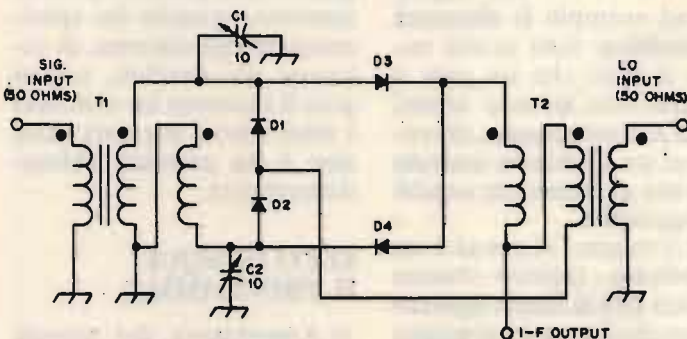 C1
10
SIG.
INPUT
(50 OHMS)
T1
D1
D2
D3
D4
C2
10
T2
LO
INPUT
(50 OHMS)
I-F OUTPUT